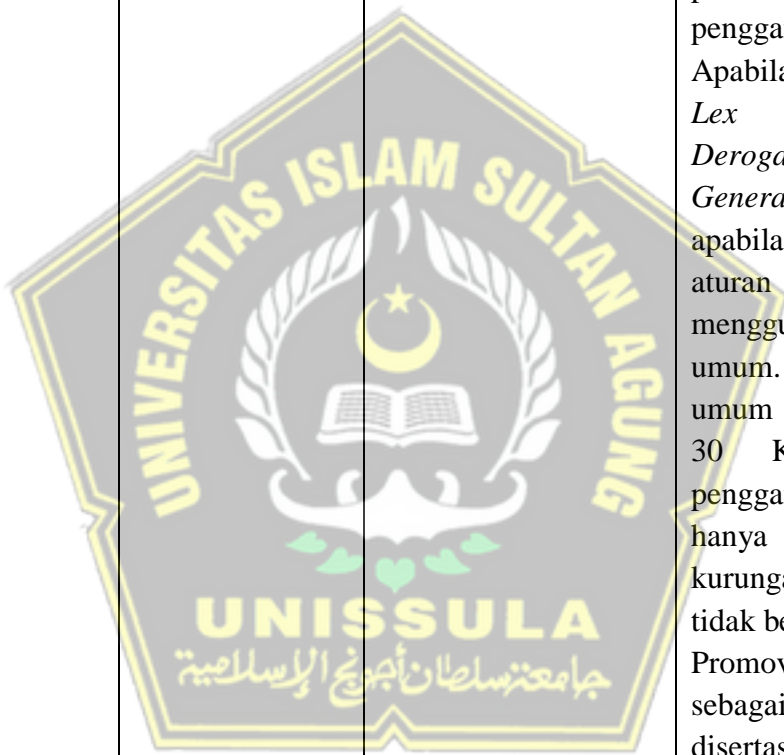 UNIVERSITAS ISLAM SULTAN AGUNG
UNISSULA
جامعة سلطان أجونج الإسلامية
pengga
Apabila
Lex
Deroga
Genera
apabila
aturan
menggu
umum.
umum
30 K
pengga
hanya
kurunga
tidak be
Promov
sebagai
disertas